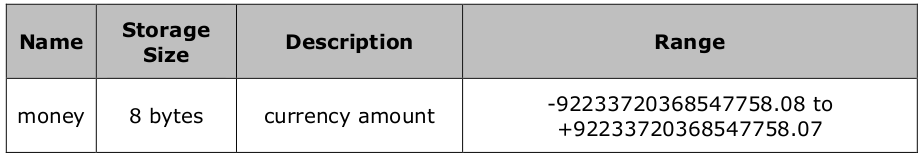 Name
Storage
Size
Description
Range
money
8 bytes
currency amount
-92233720368547758.08 to
+92233720368547758.07